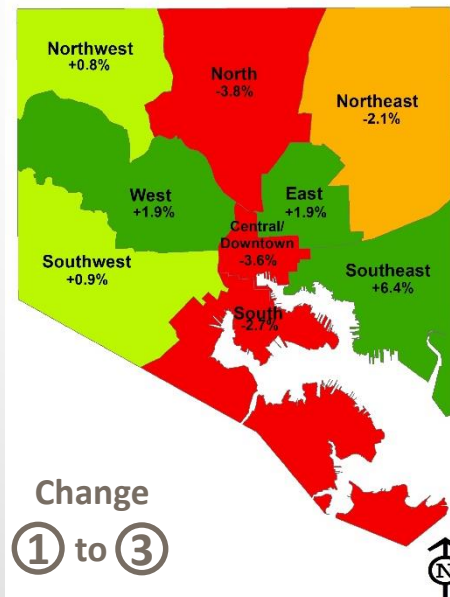 Northwest
+0.8%
North
-3.8%
Northeast
-2.1%
West
+1.9%
East
+1.9%
Central/
Downtown
-3.6%
Southwest
+0.9%
Southeast
+6.4%
South
-2.7%
Change
1 to 3
N